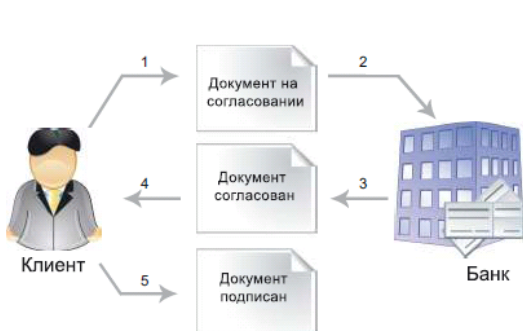 1
2
Документ на
согласовании
4
Документ
согласован
3
Клиент
Банк
5
Документ
подписан